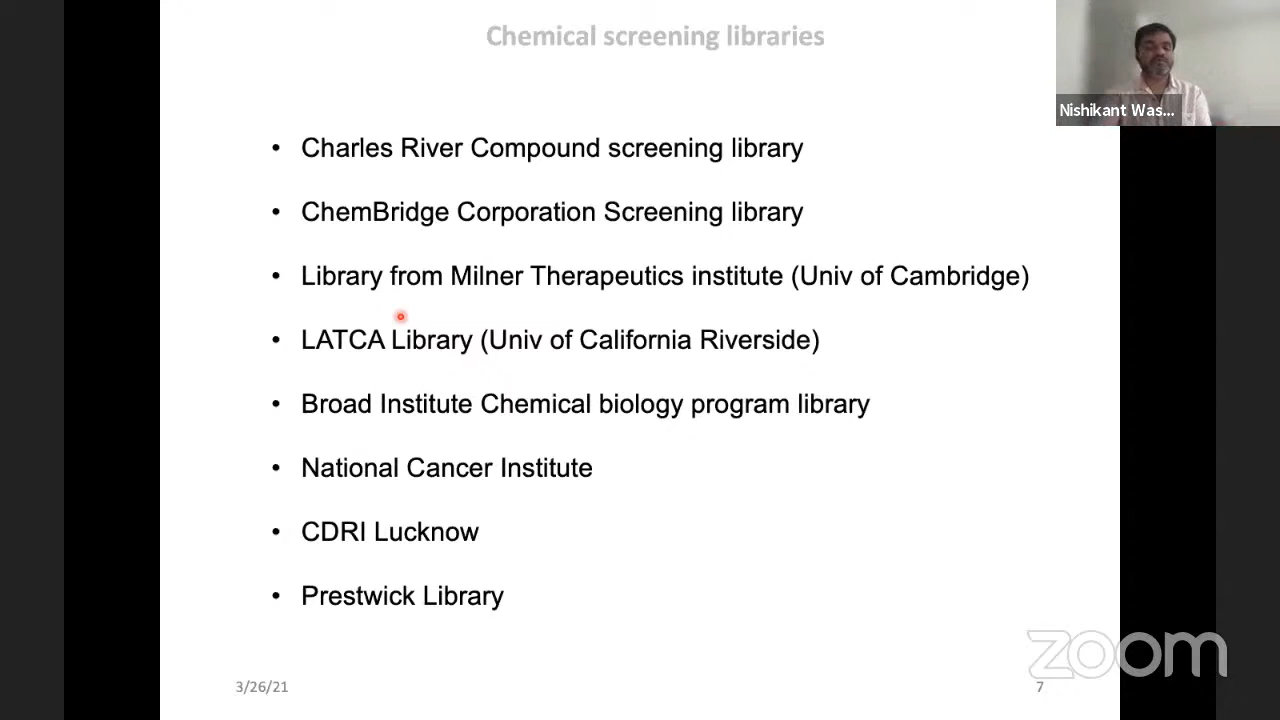 Chemical screening libraries
Nishikant Was...
• Charles River Compound screening library
• ChemBridge Corporation Screening library
• Library from Milner Therapeutics institute (Univ of Cambridge)
• LATCA Library (Univ of California Riverside)
• Broad Institute Chemical biology program library
• National Cancer Institute
• CDRI Lucknow
• Prestwick Library
zoom
3/26/21
7